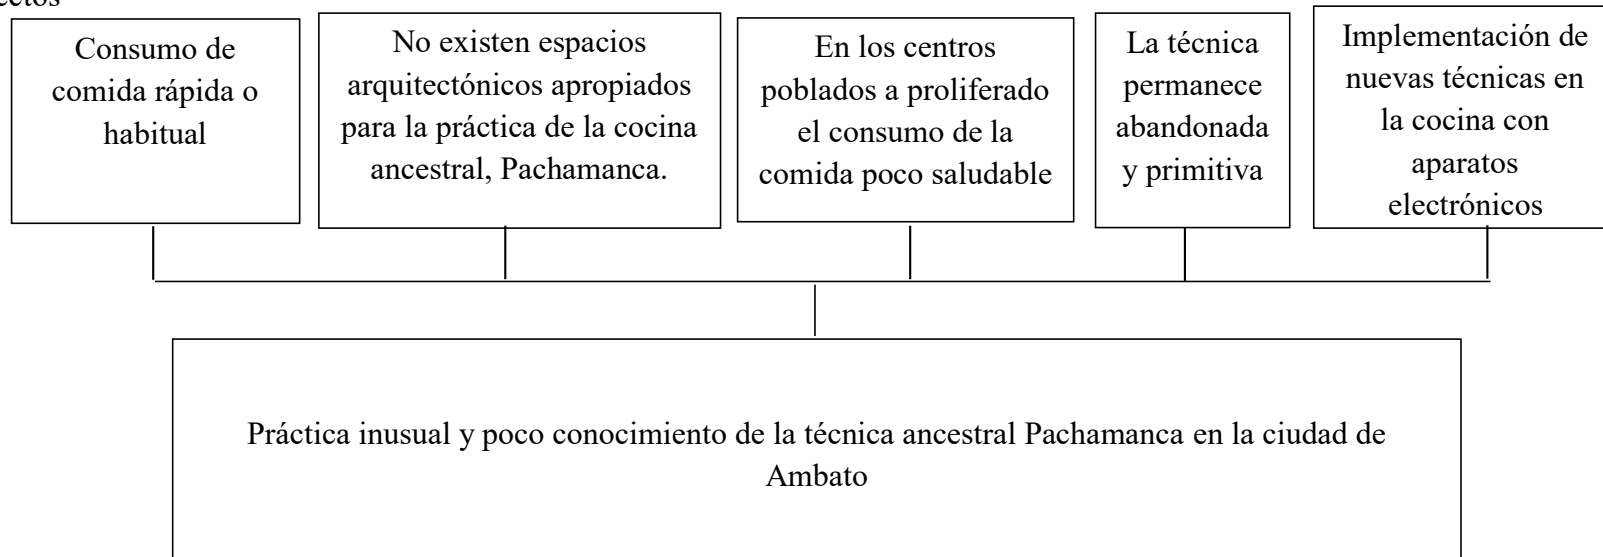 Consumo de
comida rápida o
habitual
No existen espacios
arquitectónicos apropiados
para la práctica de la cocina
ancestral, Pachamanca.
En los centros
poblados a proliferado
el consumo de la
comida poco saludable
La técnica
permanece
abandonada
y primitiva
Implementación de
nuevas técnicas en
la cocina con
aparatos
electrónicos
Práctica inusual y poco conocimiento de la técnica ancestral Pachamanca en la ciudad de
Ambato